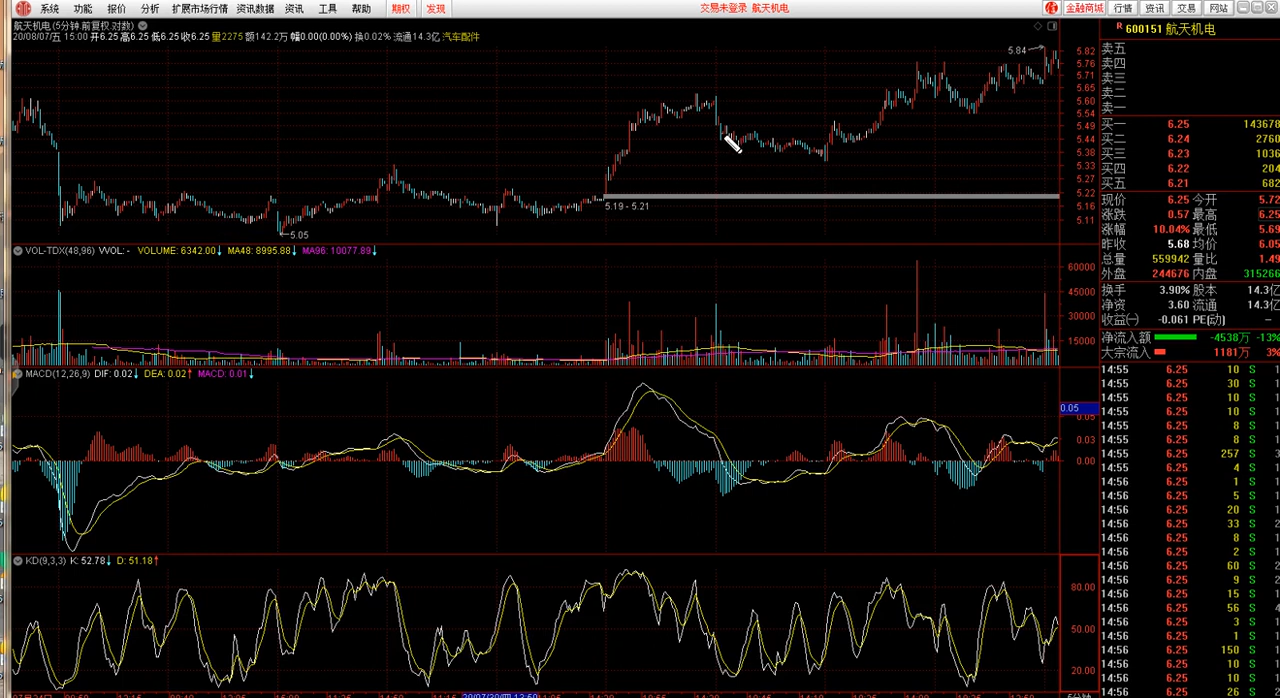 系统 功能 报价 分析 扩展市场行情 资讯数据 资讯 工具 帮助 期权 发现 交易未登录 航天机电 金融商城 行情 资讯 交易 网站
航天机电(5分钟 前复权 对数)
20/08/07/五 15:00 开6.25 高6.25 低6.25 收6.25 量2275 额142.2万 幅0.00(0.00%) 换0.02% 流通14.3亿 汽车配件
5.84
5.19 - 5.21
5.05
5.82
5.76
5.71
5.65
5.60
5.54
5.49
5.44
5.38
5.33
5.27
5.22
5.16
5.11
VOL-TDX(48,96) VVOL: - VOLUME: 6342.00↓ MA48: 8995.88↓ MA96: 10077.89↓
60000
45000
30000
15000
MACD(12,26,9) DIF: 0.02↓ DEA: 0.02↑ MACD: 0.01↓
0.05
0.03
0.00
KD(9,3,3) K: 52.78↓ D: 51.18↑
80.00
50.00
20.00
R 600151 航天机电
卖五
卖四
卖三
卖二
卖一
买一 6.25 143678
买二 6.24 2760
买三 6.23 1036
买四 6.22 204
买五 6.21 682
现价 6.25 今开 5.72
涨跌 0.57 最高 6.25
涨幅 10.04% 最低 5.69
昨收 5.68 均价 6.05
总量 559942 量比 1.49
外盘 244676 内盘 315266
换手 3.90% 股本 14.3亿
净资 3.60 流通 14.3亿
收益㈠ -0.061 PE[动] –
净流入额 -4538万 -13%
大宗流入 1181万 3%
14:55 6.25 10 S
14:55 6.25 30 S
14:55 6.25 10 S
14:55 6.25 10 S
14:55 6.25 8 S
14:55 6.25 8 S
14:55 6.25 257 S
14:55 6.25 4 S
14:56 6.25 1 S
14:56 6.25 5 S
14:56 6.25 20 S
14:56 6.25 33 S
14:56 6.25 8 S
14:56 6.25 2 S
14:56 6.25 60 S
14:56 6.25 9 S
14:56 6.25 15 S
14:56 6.25 56 S
14:56 6.25 3 S
14:56 6.25 1 S
14:56 6.25 150 S
14:56 6.25 10 S
14:56 6.25 10 S
14:56 6.25 26 S